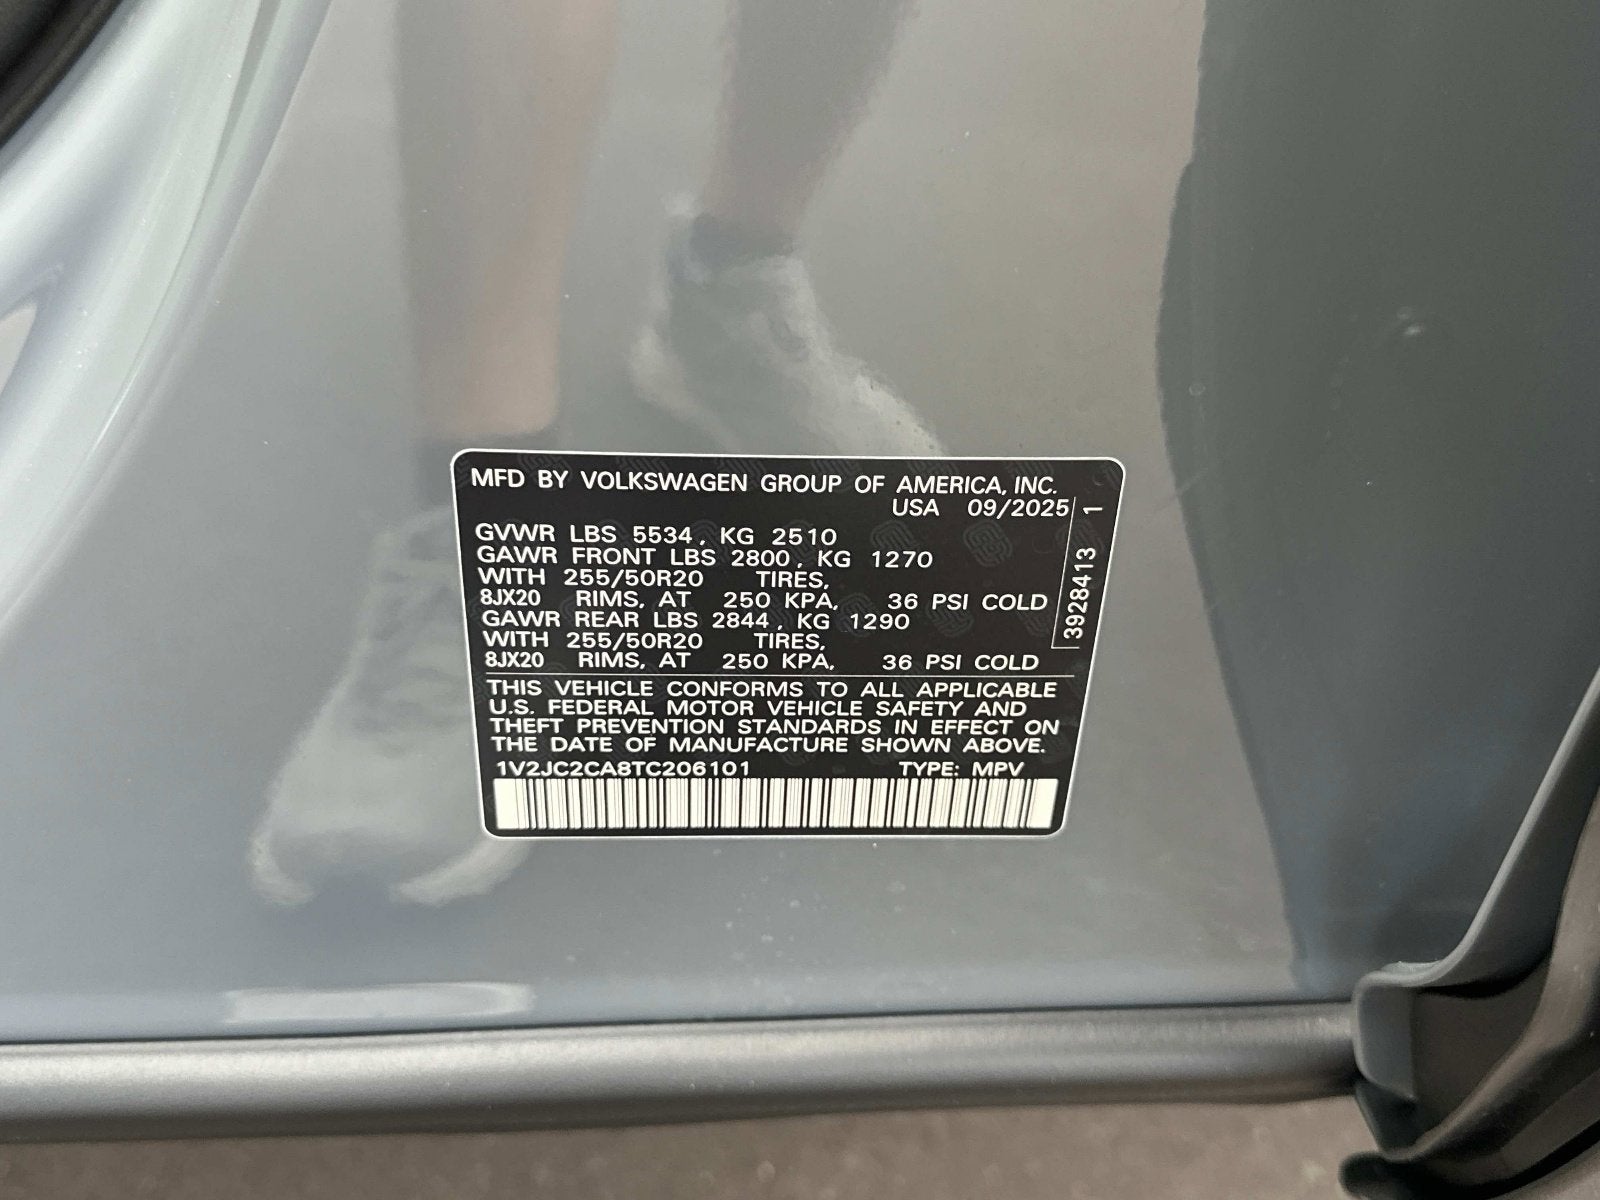 MFD BY VOLKSWAGEN GROUP OF AMERICA, INC.
USA 09/2025
GVWR LBS 5534, KG 2510
GAWR FRONT LBS 2800, KG 1270
WITH 255/50R20 TIRES,
8JX20 RIMS, AT 250 KPA, 36 PSI COLD
GAWR REAR LBS 2844, KG 1290
WITH 255/50R20 TIRES,
8JX20 RIMS, AT 250 KPA, 36 PSI COLD
THIS VEHICLE CONFORMS TO ALL APPLICABLE
U.S. FEDERAL MOTOR VEHICLE SAFETY AND
THEFT PREVENTION STANDARDS IN EFFECT ON
THE DATE OF MANUFACTURE SHOWN ABOVE.
1V2JC2CA8TC206101 TYPE: MPV
3928413 1